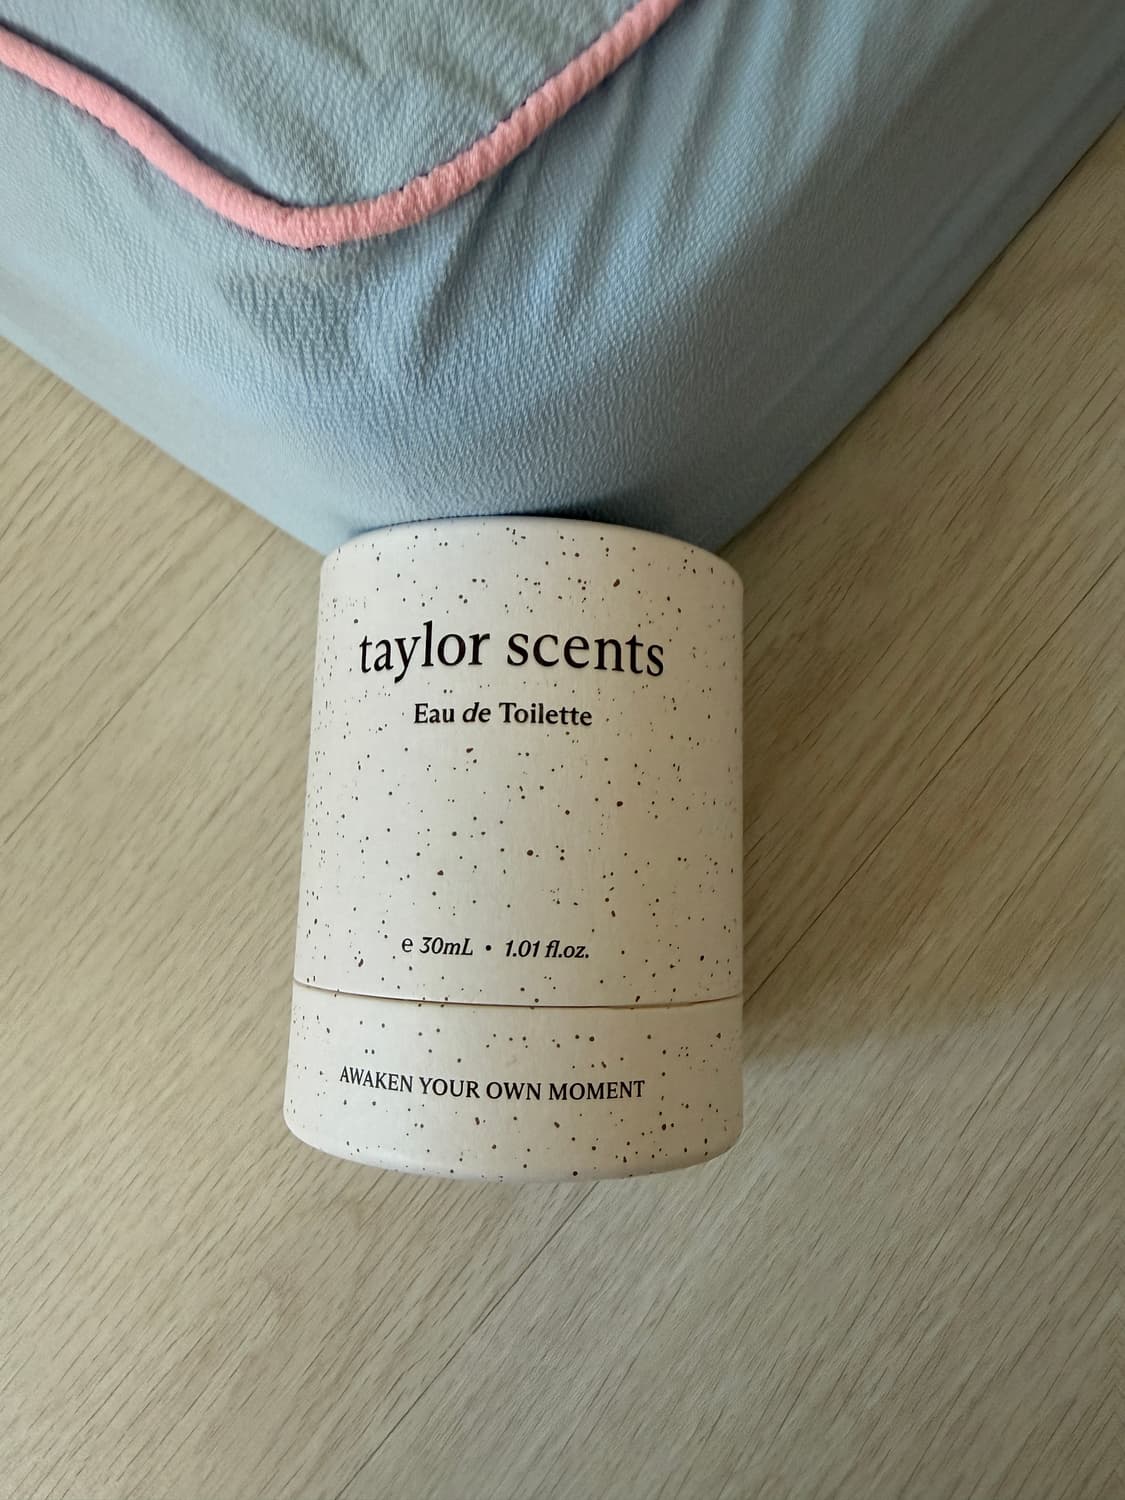 taylor scents
Eau de Toilette
e 30mL • 1.01 fl.oz.
AWAKEN YOUR OWN MOMENT